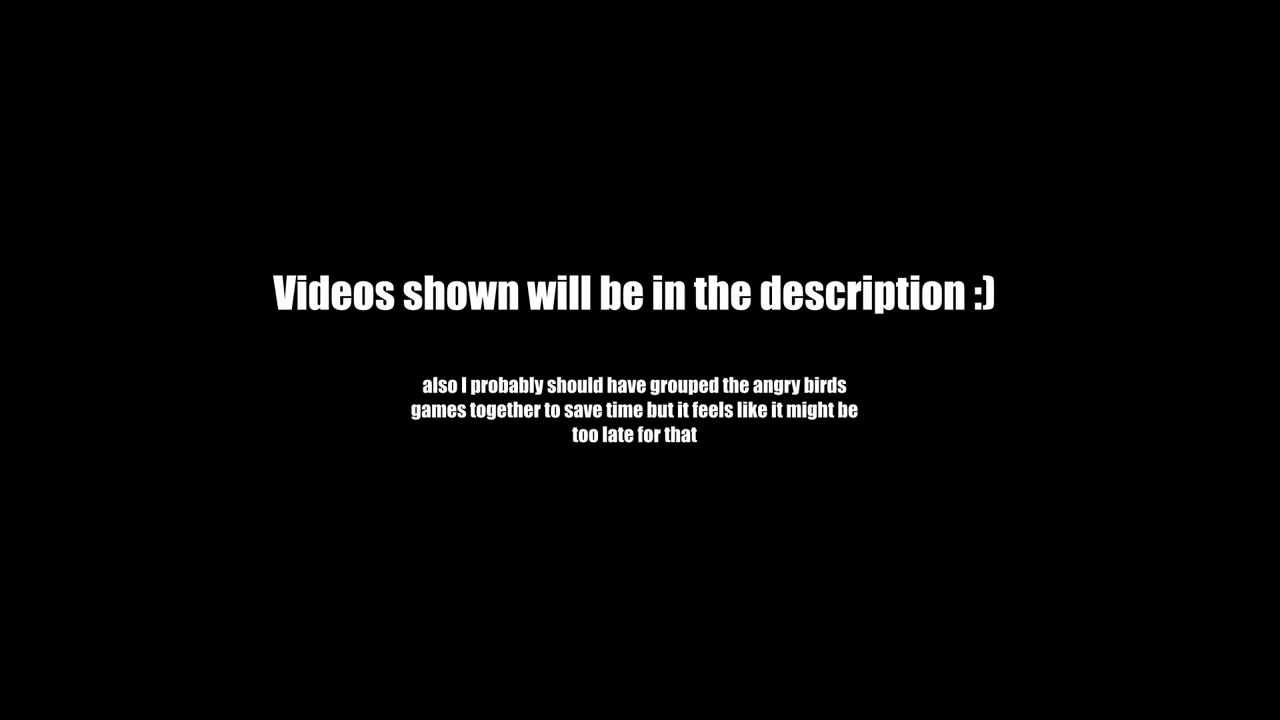 Videos shown will be in the description :)
also I probably should have grouped the angry birds
games together to save time but it feels like it might be
too late for that